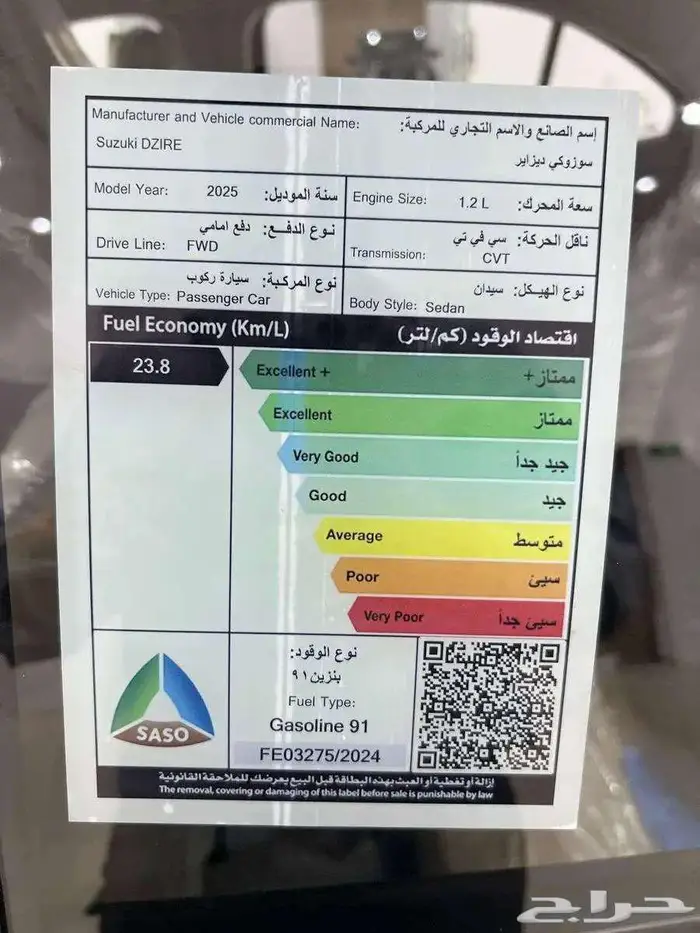 Manufacturer and Vehicle commercial Name:
إسم الصانع والاسم التجاري للمركبة:
Suzuki DZIRE
سوزوكي ديزاير
Model Year: 2025 سنة الموديل:
Engine Size: 1.2 L سعة المحرك:
نوع الدفع: دفع امامي
Drive Line: FWD
ناقل الحركة: سي في تي
Transmission: CVT
نوع المركبة: سيارة ركوب
Vehicle Type: Passenger Car
نوع الهيكل: سيدان
Body Style: Sedan
Fuel Economy (Km/L)
اقتصاد الوقود (كم/لتر)
23.8
Excellent + ممتاز+
Excellent ممتاز
Very Good جيد جداً
Good جيد
Average متوسط
Poor سيئ
Very Poor سيئ جداً
SASO
نوع الوقود:
بنزين ٩١
Fuel Type:
Gasoline 91
FE03275/2024
إزالة أو تغطية أو العبث بهذه البطاقة قبل البيع يعرضك للملاحقة القانونية
The removal, covering or damaging of this label before sale is punishable by law
حراج